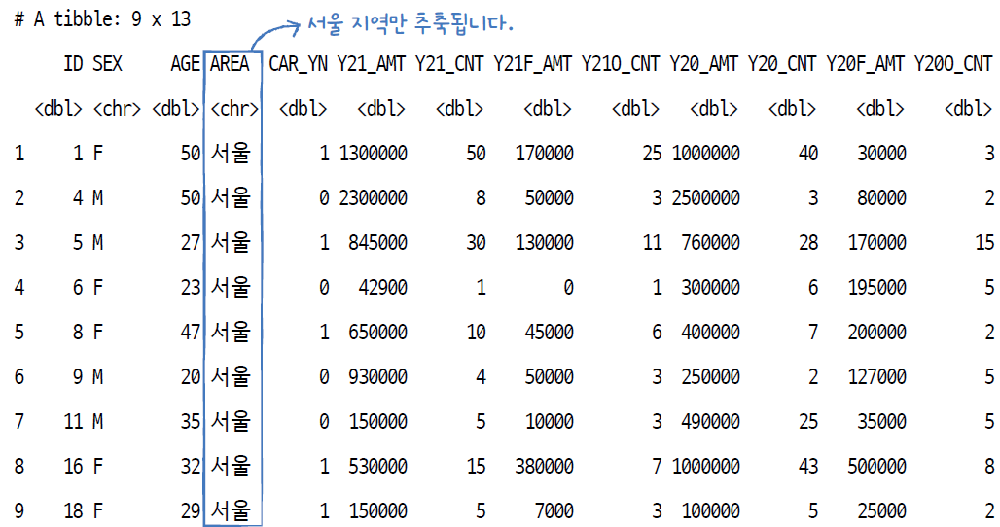 # A tibble: 9 x 13
서울 지역만 추축됩니다.
ID SEX AGE AREA CAR_YN Y21_AMT Y21_CNT Y21F_AMT Y21O_CNT Y20_AMT Y20_CNT Y20F_AMT Y20O_CNT
<dbl> <chr> <dbl> <chr> <dbl> <dbl> <dbl> <dbl> <dbl> <dbl> <dbl> <dbl> <dbl>
1 1 F 50 서울 1 1300000 50 170000 25 1000000 40 30000 3
2 4 M 50 서울 0 2300000 8 50000 3 2500000 3 80000 2
3 5 M 27 서울 1 845000 30 130000 11 760000 28 170000 15
4 6 F 23 서울 0 42900 1 0 1 300000 6 195000 5
5 8 F 47 서울 1 650000 10 45000 6 400000 7 200000 2
6 9 M 20 서울 0 930000 4 50000 3 250000 2 127000 5
7 11 M 35 서울 0 150000 5 10000 3 490000 25 35000 5
8 16 F 32 서울 1 530000 15 380000 7 1000000 43 500000 8
9 18 F 29 서울 1 150000 5 7000 3 100000 5 25000 2